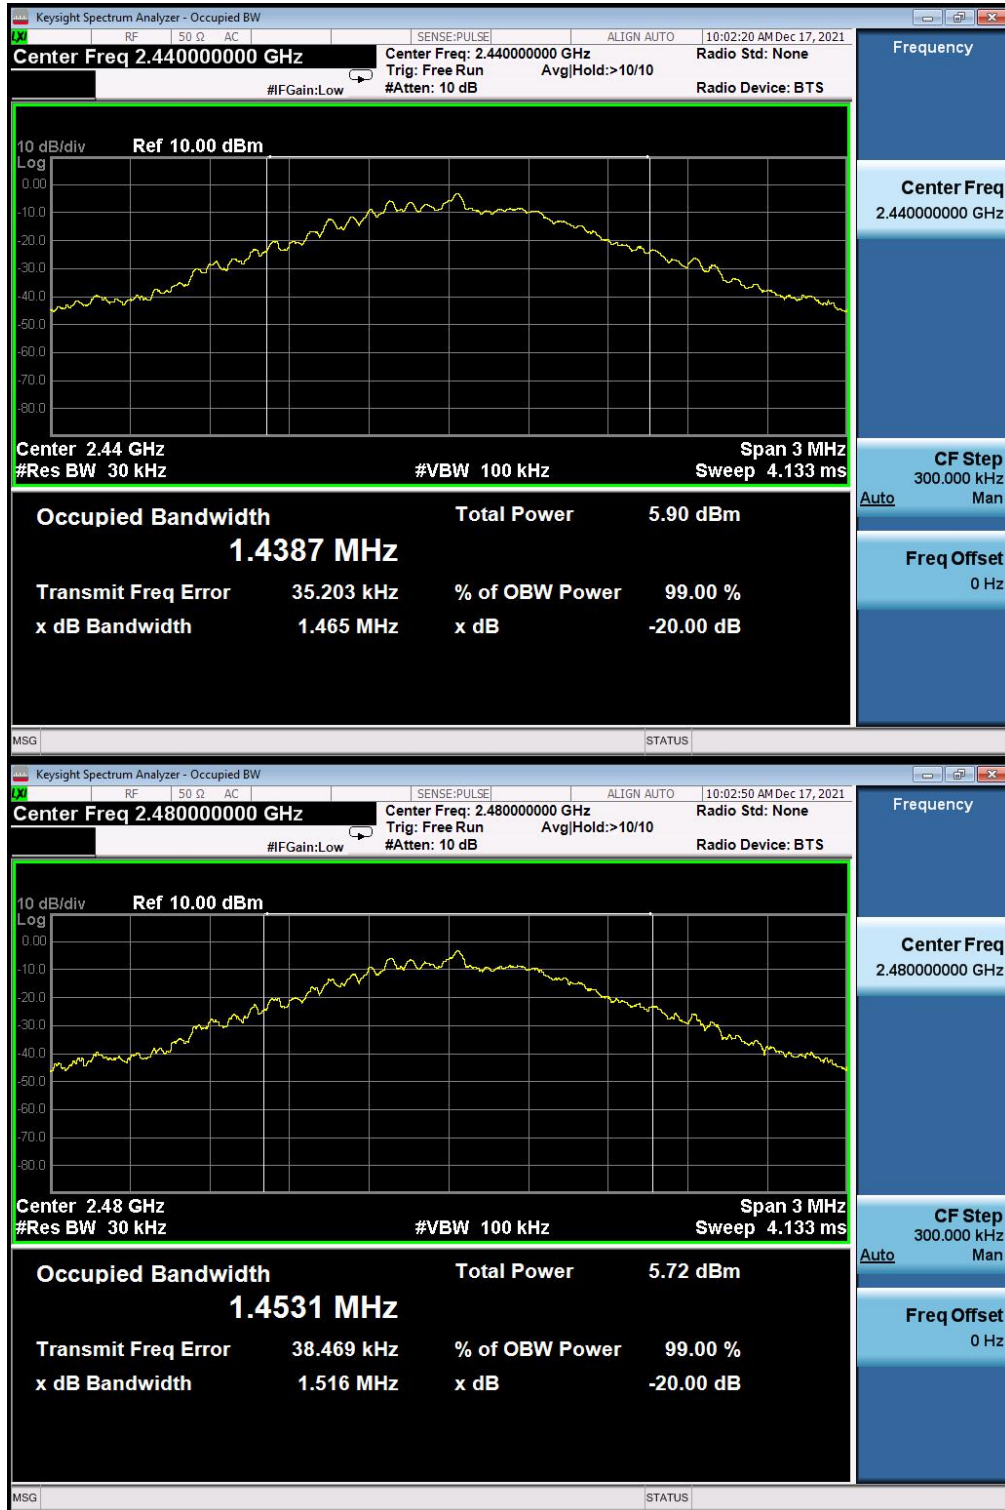 Keysight Spectrum Analyzer - Occupied BW
LXI RF 50 Ω AC SENSE:PULSE ALIGN AUTO 10:02:20 AM Dec 17, 2021
Center Freq 2.440000000 GHz
Center Freq: 2.440000000 GHz Radio Std: None
Trig: Free Run Avg|Hold:>10/10
#IFGain:Low #Atten: 10 dB Radio Device: BTS
Frequency
10 dB/div Ref 10.00 dBm
Log
0.00
-10.0
-20.0
-30.0
-40.0
-50.0
-60.0
-70.0
-80.0
Center 2.44 GHz Span 3 MHz
#Res BW 30 kHz #VBW 100 kHz Sweep 4.133 ms
Center Freq
2.440000000 GHz
CF Step
300.000 kHz
Auto Man
Freq Offset
0 Hz
Occupied Bandwidth Total Power 5.90 dBm
1.4387 MHz
Transmit Freq Error 35.203 kHz % of OBW Power 99.00 %
x dB Bandwidth 1.465 MHz x dB -20.00 dB
MSG STATUS
Keysight Spectrum Analyzer - Occupied BW
LXI RF 50 Ω AC SENSE:PULSE ALIGN AUTO 10:02:50 AM Dec 17, 2021
Center Freq 2.480000000 GHz
Center Freq: 2.480000000 GHz Radio Std: None
Trig: Free Run Avg|Hold:>10/10
#IFGain:Low #Atten: 10 dB Radio Device: BTS
Frequency
10 dB/div Ref 10.00 dBm
Log
0.00
-10.0
-20.0
-30.0
-40.0
-50.0
-60.0
-70.0
-80.0
Center 2.48 GHz Span 3 MHz
#Res BW 30 kHz #VBW 100 kHz Sweep 4.133 ms
Center Freq
2.480000000 GHz
CF Step
300.000 kHz
Auto Man
Freq Offset
0 Hz
Occupied Bandwidth Total Power 5.72 dBm
1.4531 MHz
Transmit Freq Error 38.469 kHz % of OBW Power 99.00 %
x dB Bandwidth 1.516 MHz x dB -20.00 dB
MSG STATUS